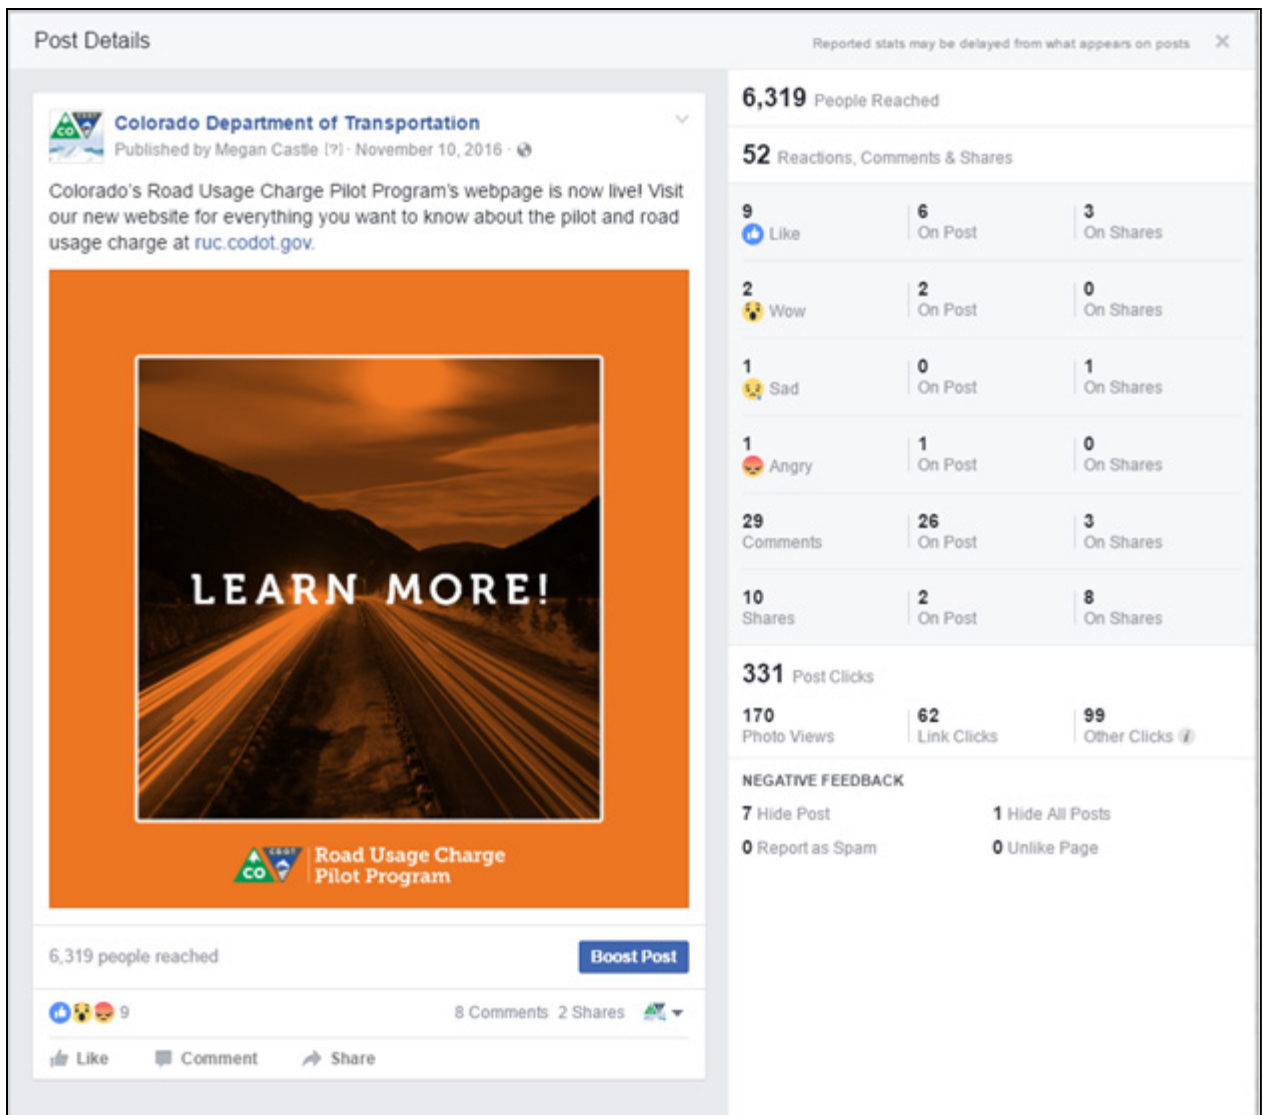 Post Details
Reported stats may be delayed from what appears on posts
Colorado Department of Transportation
Published by Megan Castle [?] · November 10, 2016 ·
Colorado's Road Usage Charge Pilot Program's webpage is now live! Visit
our new website for everything you want to know about the pilot and road
usage charge at ruc.codot.gov.
LEARN MORE!
CO CDOT
Road Usage Charge
Pilot Program
6,319 people reached
Boost Post
9
8 Comments 2 Shares
Like Comment Share
6,319 People Reached
52 Reactions, Comments & Shares
9 6 3
Like On Post On Shares
2 2 0
Wow On Post On Shares
1 0 1
Sad On Post On Shares
1 1 0
Angry On Post On Shares
29 26 3
Comments On Post On Shares
10 2 8
Shares On Post On Shares
331 Post Clicks
170 62 99
Photo Views Link Clicks Other Clicks i
NEGATIVE FEEDBACK
7 Hide Post 1 Hide All Posts
0 Report as Spam 0 Unlike Page